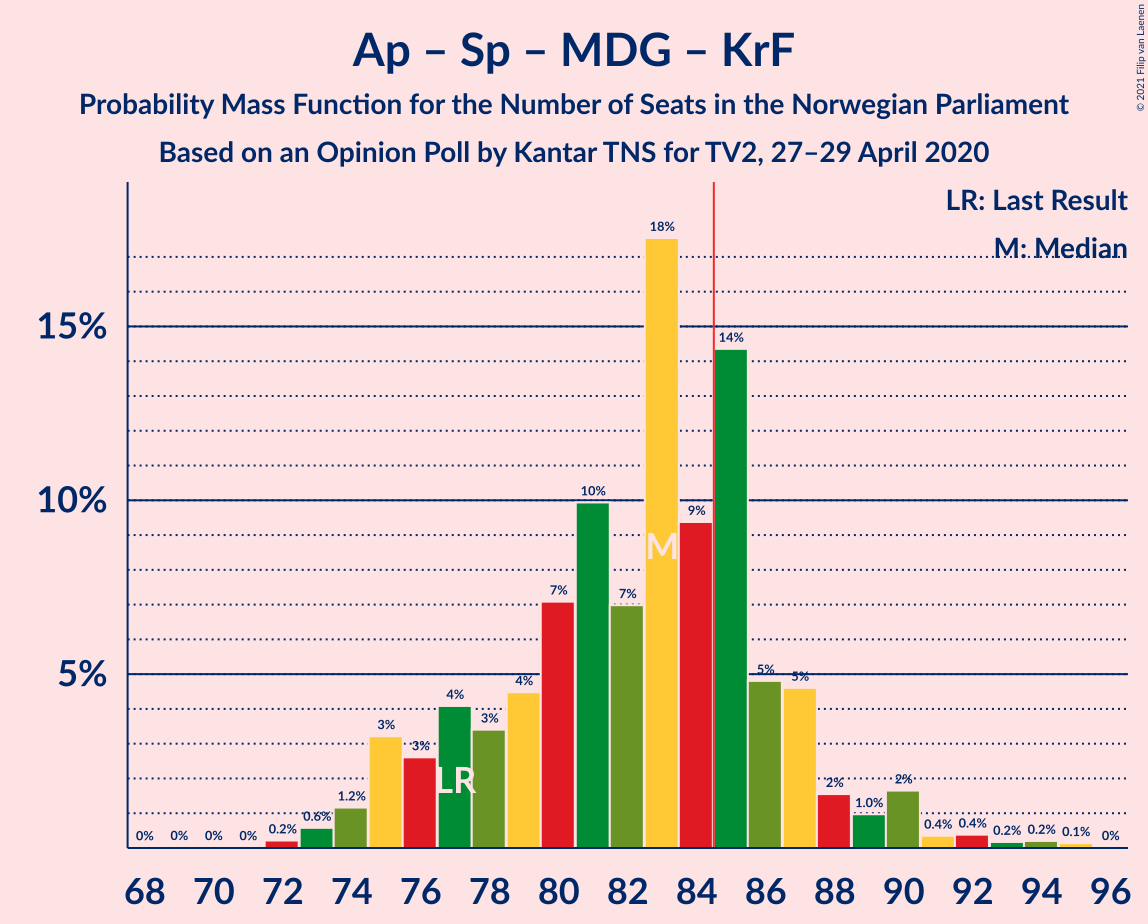 Ap – Sp – MDG – KrF
Probability Mass Function for the Number of Seats in the Norwegian Parliament
Based on an Opinion Poll by Kantar TNS for TV2, 27–29 April 2020
© 2021 Filip van Laenen
LR: Last Result
M: Median
15%
10%
5%
0% 0% 0% 0% 0.2% 0.6% 1.2% 3% 3% 4% 3% 4% 7% 10% 7% 18% 9% 14% 5% 5% 2% 1.0% 2% 0.4% 0.4% 0.2% 0.2% 0.1% 0%
LR
M
68 70 72 74 76 78 80 82 84 86 88 90 92 94 96